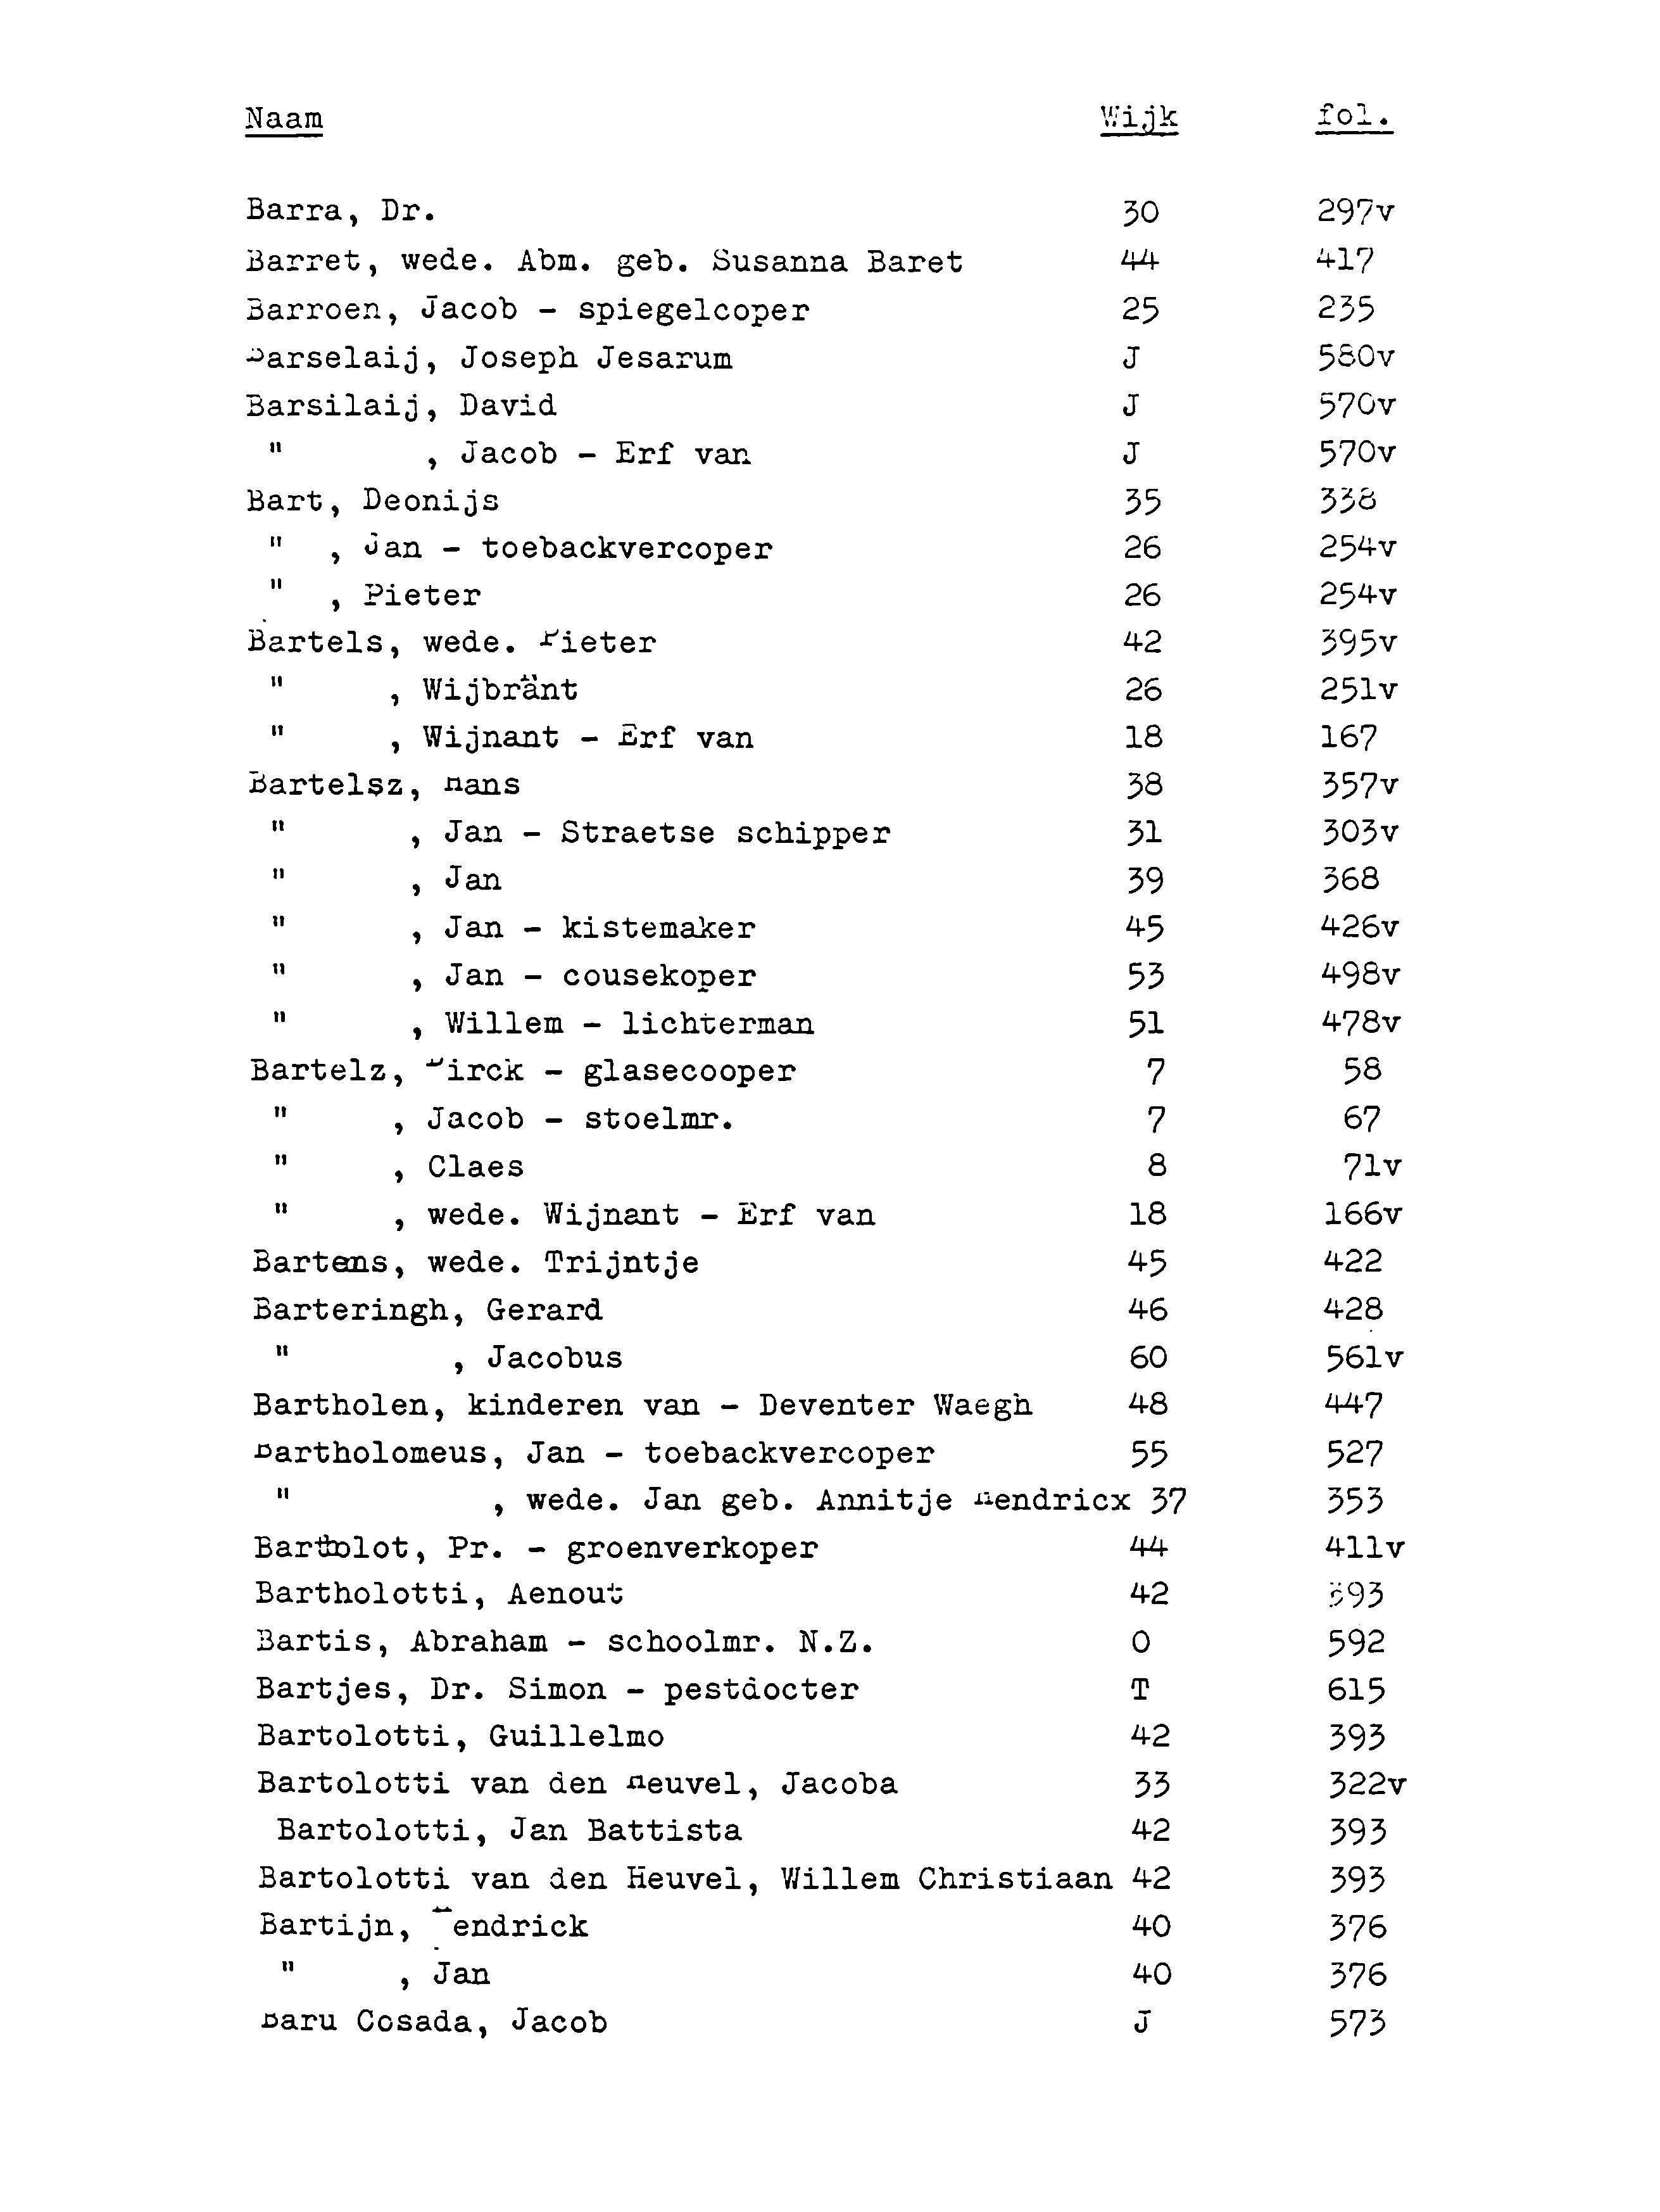 Naam Wijk fol.
Barra, Dr. 30 297v
Barret, wede. Abm. geb. Susanna Baret 44 417
Barroen, Jacob - spiegelcoper 25 235
Barselaij, Joseph Jesarum J 580v
Barsilaij, David J 570v
" , Jacob - Erf van J 570v
Bart, Deonijs 35 338
" , Jan - toebackvercoper 26 254v
" , Pieter 26 254v
Bartels, wede. Pieter 42 395v
" , Wijbrant 26 251v
" , Wijnant - Erf van 18 167
Bartelsz, Hans 38 357v
" , Jan - Straetse schipper 31 303v
" , Jan 39 368
" , Jan - kistemaker 45 426v
" , Jan - cousekoper 53 498v
" , Willem - lichterman 51 478v
Bartelz, Dirck - glasecooper 7 58
" , Jacob - stoelmr. 7 67
" , Claes 8 71v
" , wede. Wijnant - Erf van 18 166v
Bartens, wede. Trijntje 45 422
Barteringh, Gerard 46 428
" , Jacobus 60 561v
Bartholen, kinderen van - Deventer Waegh 48 447
Bartholomeus, Jan - toebackvercoper 55 527
" , wede. Jan geb. Annitje Hendricx 37 353
Bartholot, Pr. - groenverkoper 44 411v
Bartholotti, Aenout 42 393
Bartis, Abraham - schoolmr. N.Z. O 592
Bartjes, Dr. Simon - pestdocter T 615
Bartolotti, Guillelmo 42 393
Bartolotti van den Heuvel, Jacoba 33 322v
Bartolotti, Jan Battista 42 393
Bartolotti van den Heuvel, Willem Christiaan 42 393
Bartijn, Hendrick 40 376
" , Jan 40 376
Baru Cosada, Jacob J 573